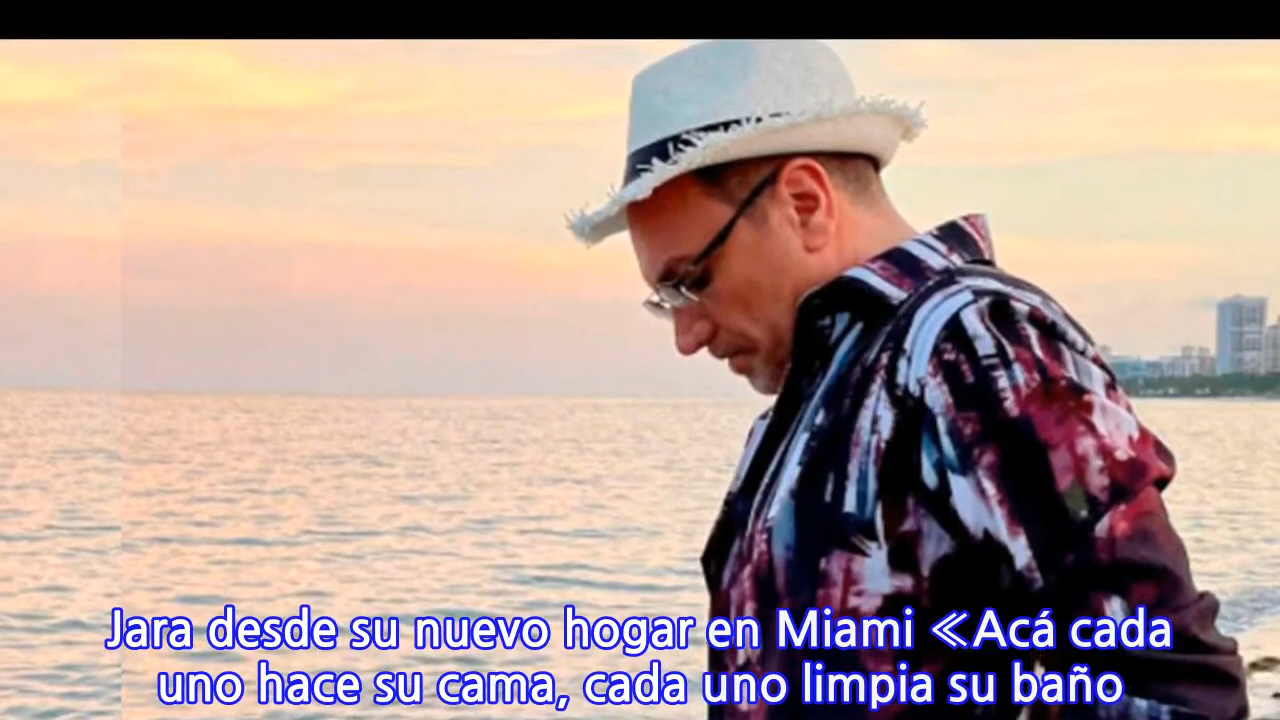 Jara desde su nuevo hogar en Miami ≪Acá cada
uno hace su cama, cada uno limpia su baño